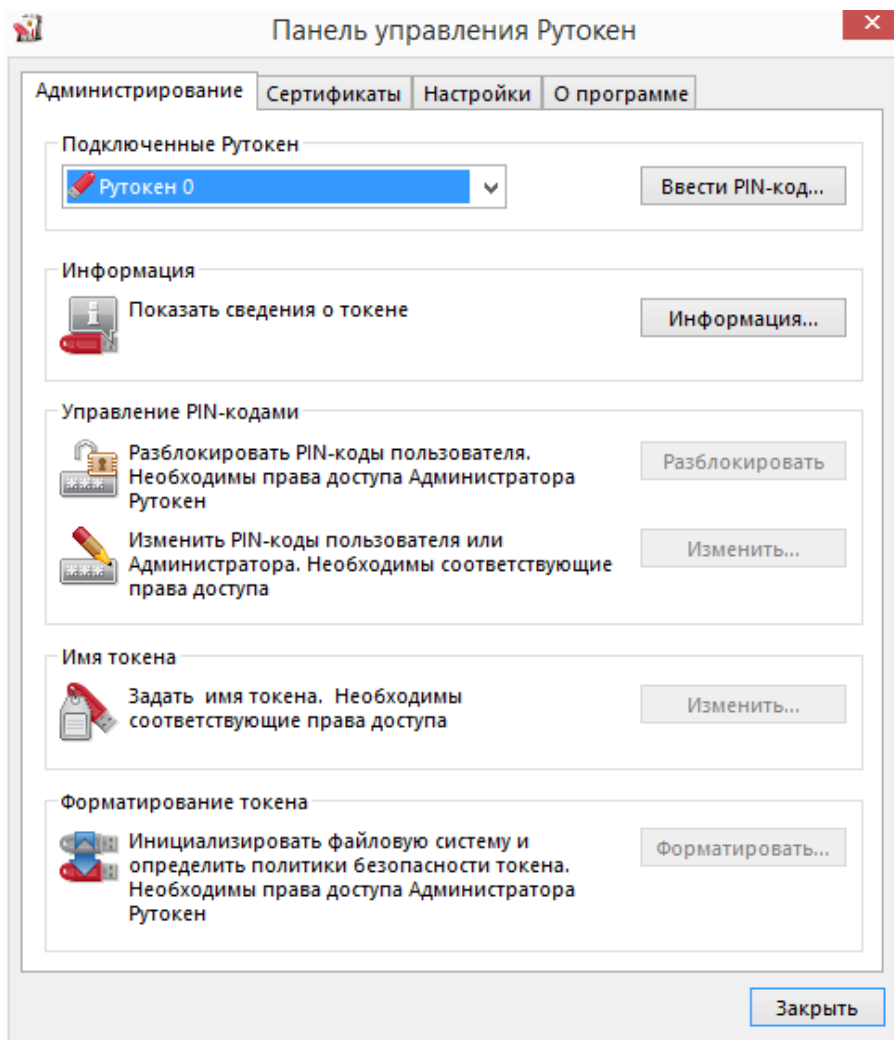 Панель управления Рутокен
Администрирование Сертификаты Настройки О программе
Подключенные Рутокен
Рутокен 0
Ввести PIN-код...
Информация
Показать сведения о токене
Информация...
Управление PIN-кодами
Разблокировать PIN-коды пользователя.
Необходимы права доступа Администратора
Рутокен
Разблокировать
Изменить PIN-коды пользователя или
Администратора. Необходимы соответствующие
права доступа
Изменить...
Имя токена
Задать имя токена. Необходимы
соответствующие права доступа
Изменить...
Форматирование токена
Инициализировать файловую систему и
определить политики безопасности токена.
Необходимы права доступа Администратора
Рутокен
Форматировать...
Закрыть